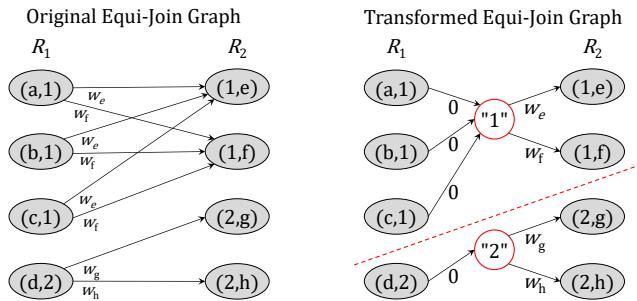 Original Equi-Join Graph
R1 R2
(a,1) we wf (1,e)
(b,1) we wf (1,f)
(c,1) we wf (2,g)
(d,2) wg wh (2,h)
Transformed Equi-Join Graph
R1 R2
(a,1) 0 "1" we (1,e)
(b,1) 0 wf (1,f)
(c,1) 0 (2,g)
(d,2) 0 "2" wg wh (2,h)